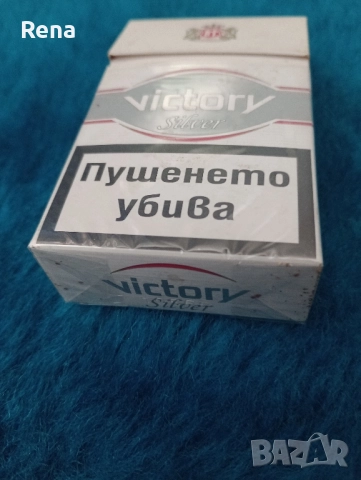 Rena
victory
Silver
Пушенето
убива
victory
Silver
BAZAR